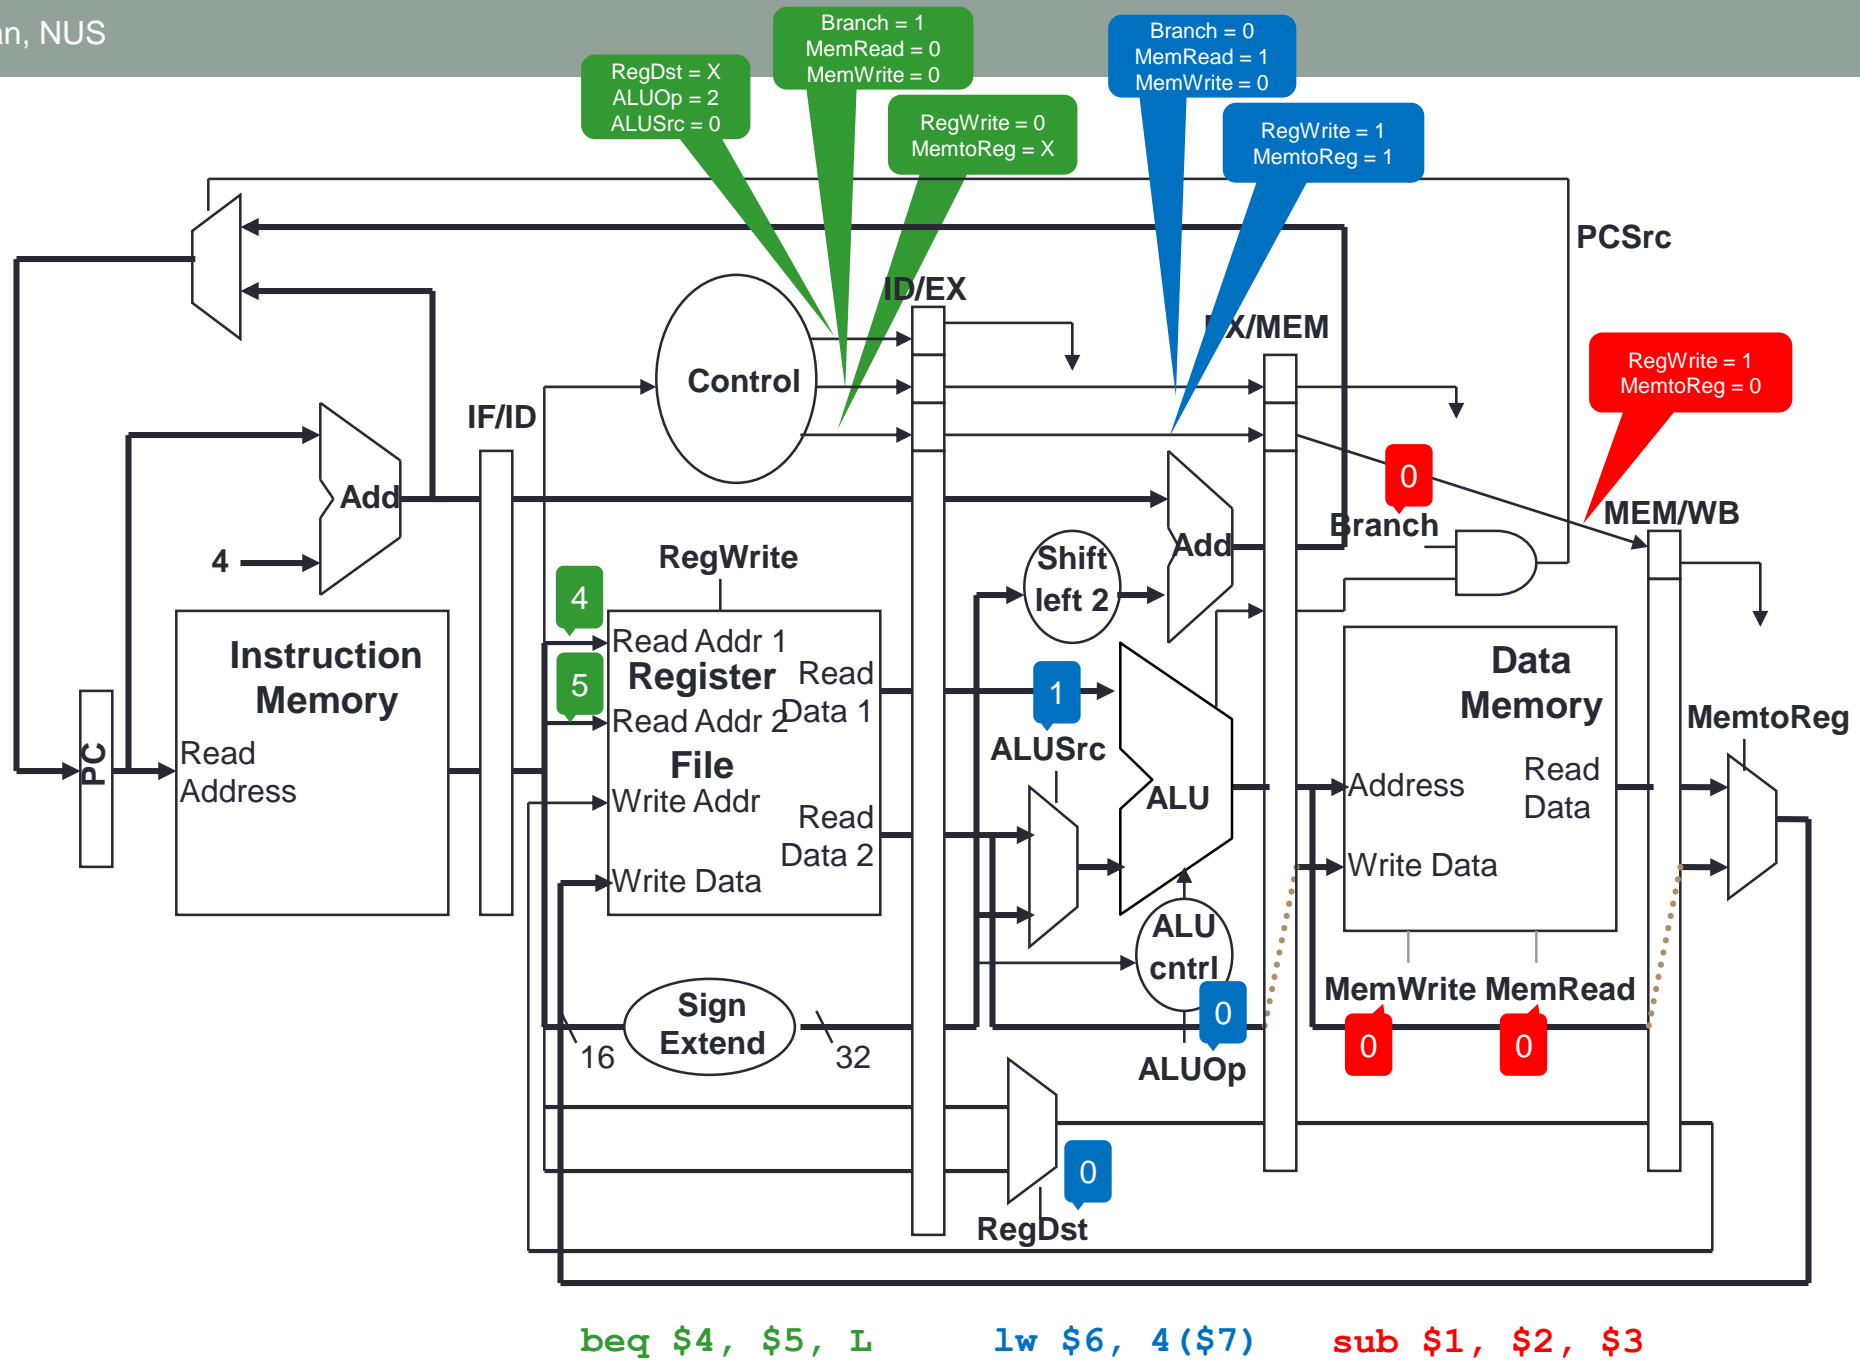 an, NUS
Branch = 1
MemRead = 0
MemWrite = 0
Branch = 0
MemRead = 1
MemWrite = 0
RegDst = X
ALUOp = 2
ALUSrc = 0
RegWrite = 0
MemtoReg = X
RegWrite = 1
MemtoReg = 1
PCSrc
ID/EX
X/MEM
RegWrite = 1
MemtoReg = 0
Control
IF/ID
0
Add
Branch
MEM/WB
4
RegWrite
Shift
left 2
Add
4
Instruction
Memory
Read Addr 1
Register
Read
Data 1
5
Read Addr 2
File
1
ALUSrc
Data
Memory
MemtoReg
PC
Read
Address
Write Addr
Read
Data 2
ALU
Address
Read
Data
Write Data
Write Data
ALU
cntrl
MemWrite
MemRead
Sign
Extend
16
32
0
ALUOp
0
0
0
RegDst
beq $4, $5, L
lw $6, 4($7)
sub $1, $2, $3